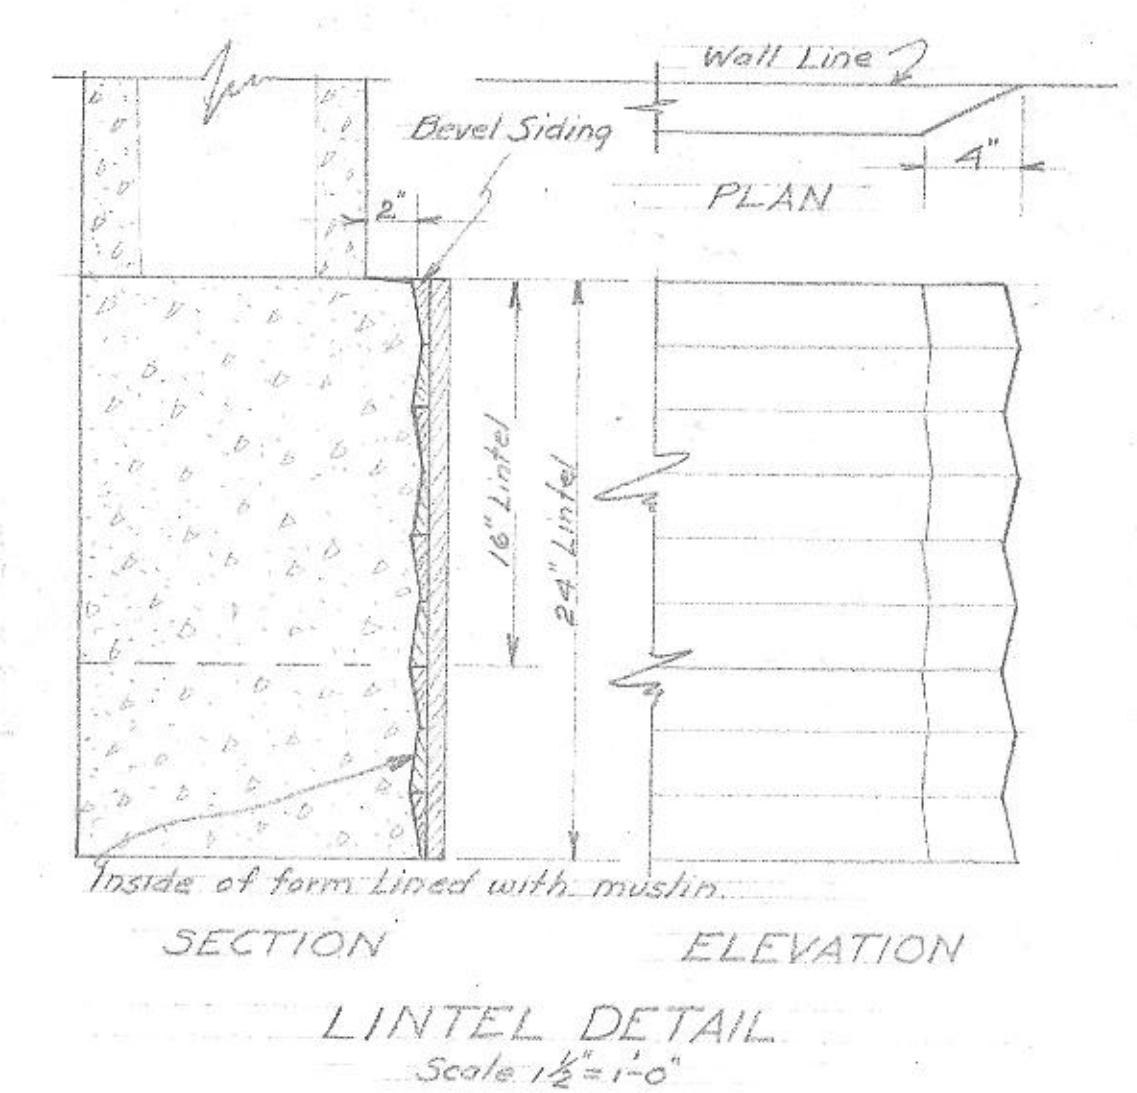 Wall Line
Bevel Siding
4"
PLAN
2"
16" Lintel
24" Lintel
Inside of form Lined with muslin.
SECTION
ELEVATION
LINTEL DETAIL
Scale 1½"=1'-0"